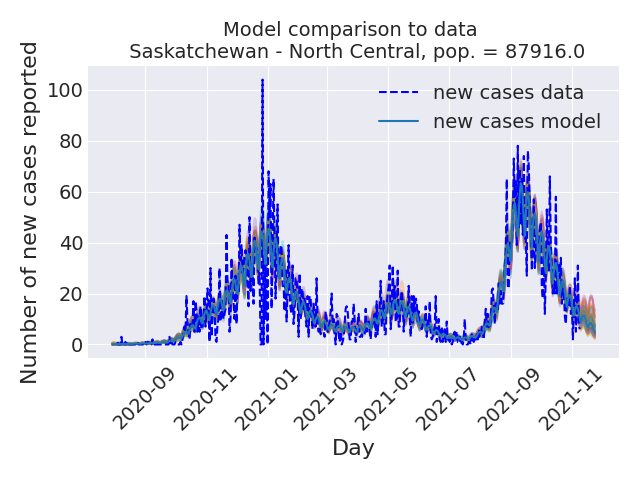 Model comparison to data
Saskatchewan - North Central, pop. = 87916.0
Number of new cases reported
100
80
60
40
20
0
new cases data
new cases model
2020-09
2020-11
2021-01
2021-03
2021-05
2021-07
2021-09
2021-11
Day